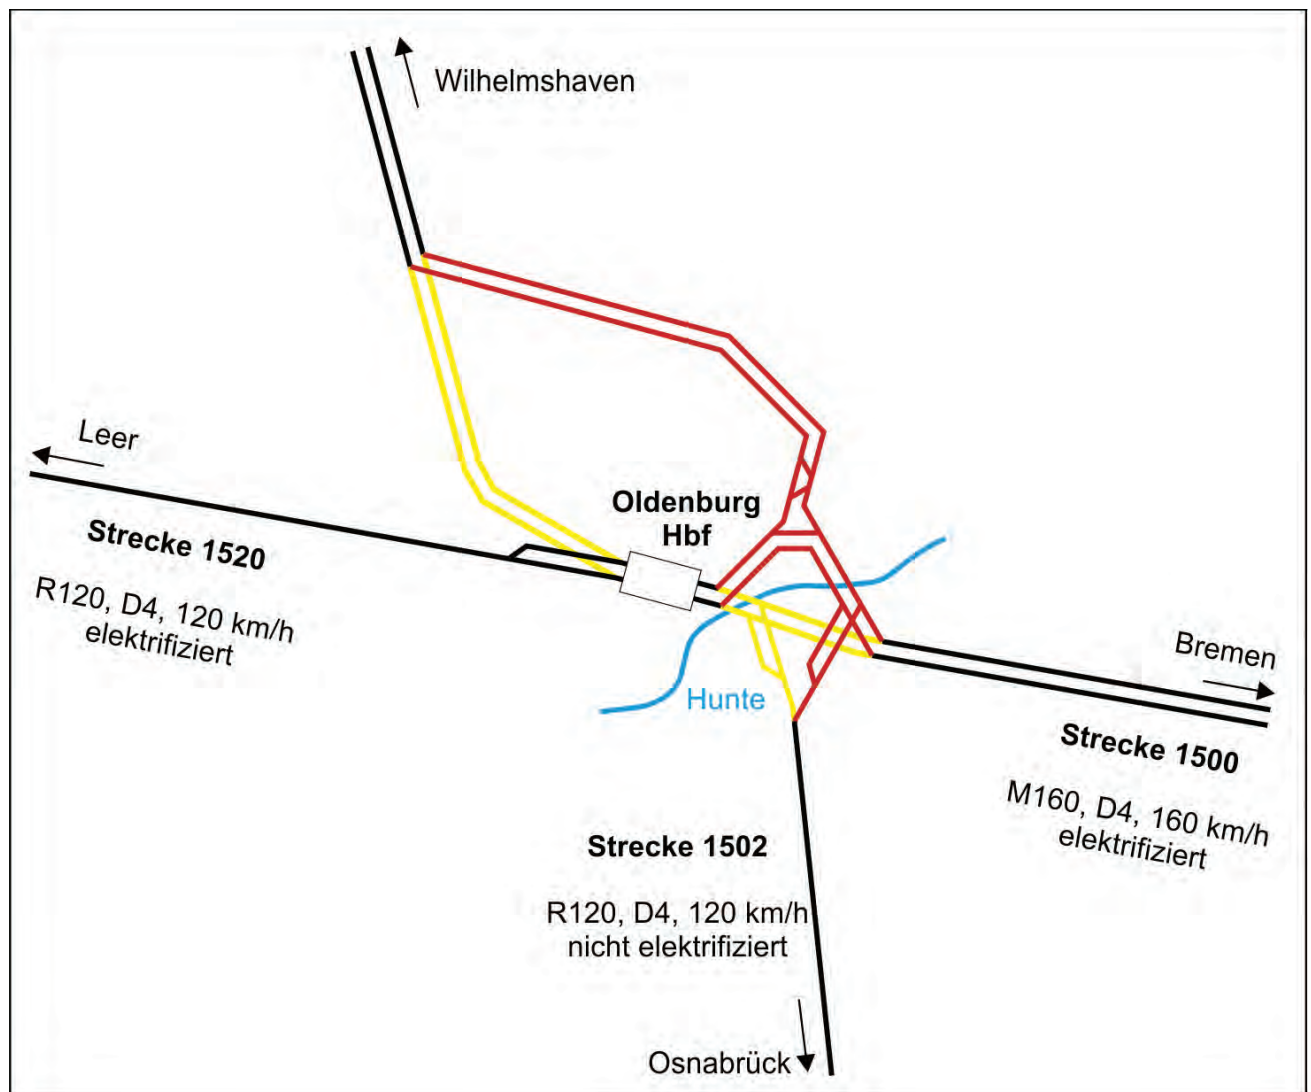 Wilhelmshaven
Leer
Oldenburg
Hbf
Strecke 1520
R120, D4, 120 km/h
elektrifiziert
Hunte
Bremen
Strecke 1500
M160, D4, 160 km/h
elektrifiziert
Strecke 1502
R120, D4, 120 km/h
nicht elektrifiziert
Osnabrück